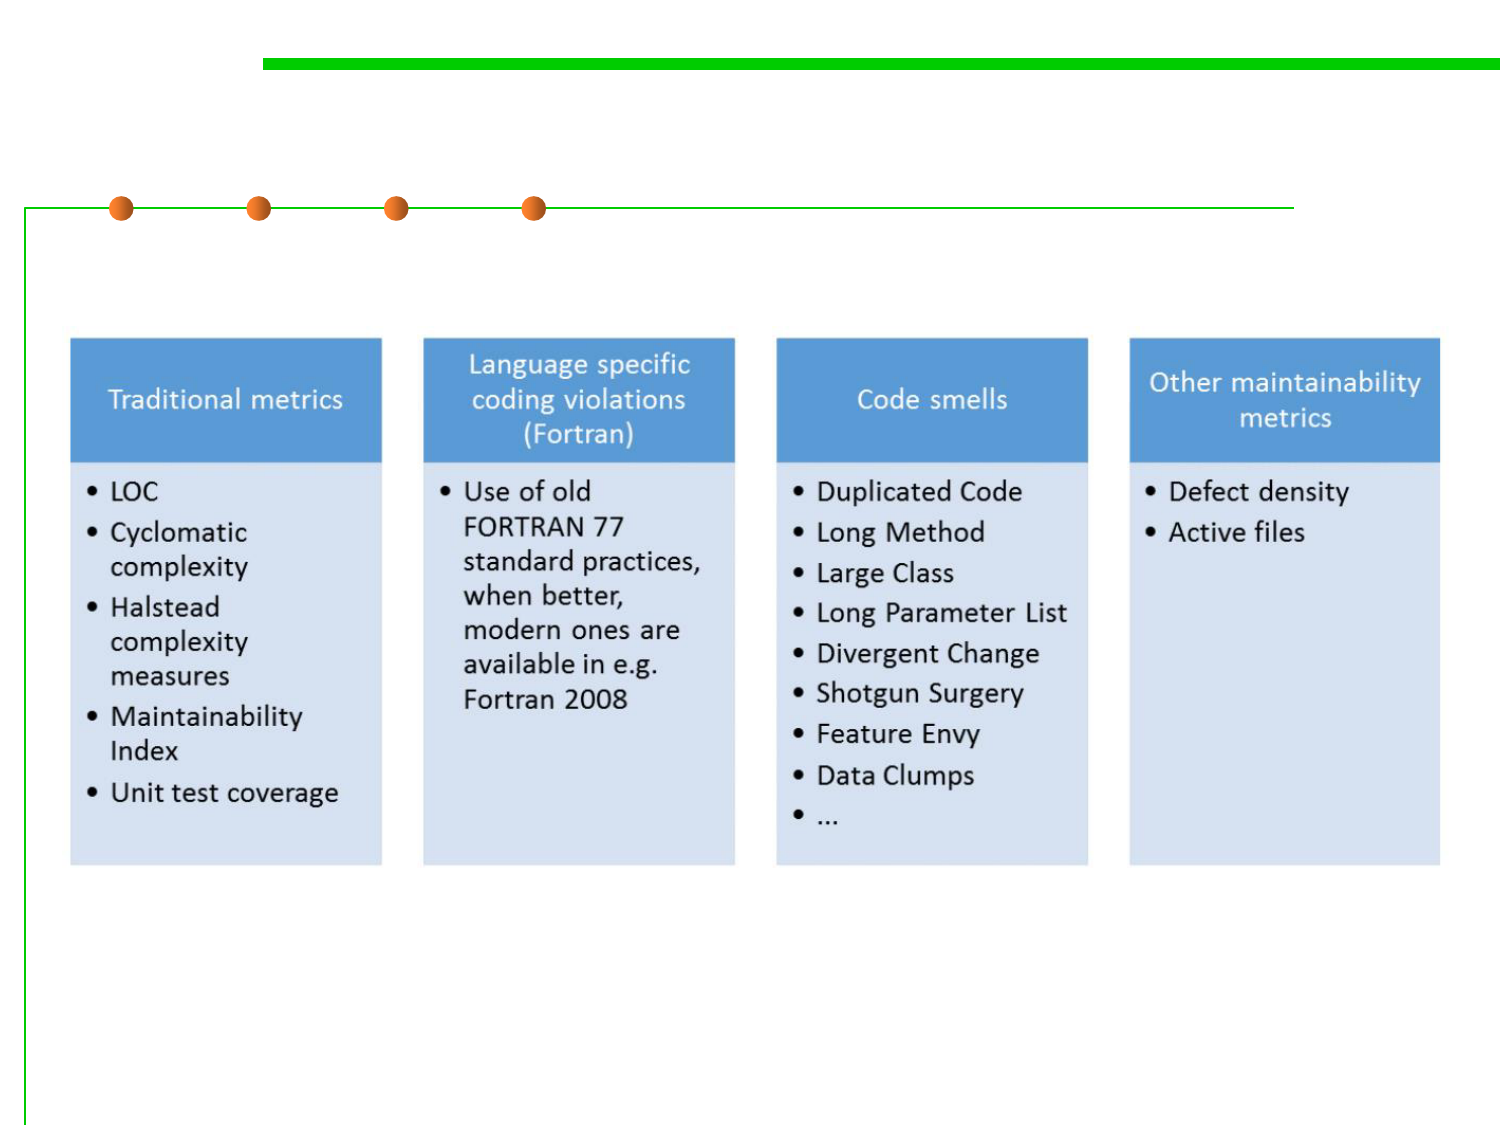 Traditional metrics
• LOC
• Cyclomatic
complexity
• Halstead
complexity
measures
• Maintainability
Index
• Unit test coverage
Language specific
coding violations
(Fortran)
• Use of old
FORTRAN 77
standard practices,
when better,
modern ones are
available in e.g.
Fortran 2008
Code smells
• Duplicated Code
• Long Method
• Large Class
• Long Parameter List
• Divergent Change
• Shotgun Surgery
• Feature Envy
• Data Clumps
• ...
Other maintainability
metrics
• Defect density
• Active files